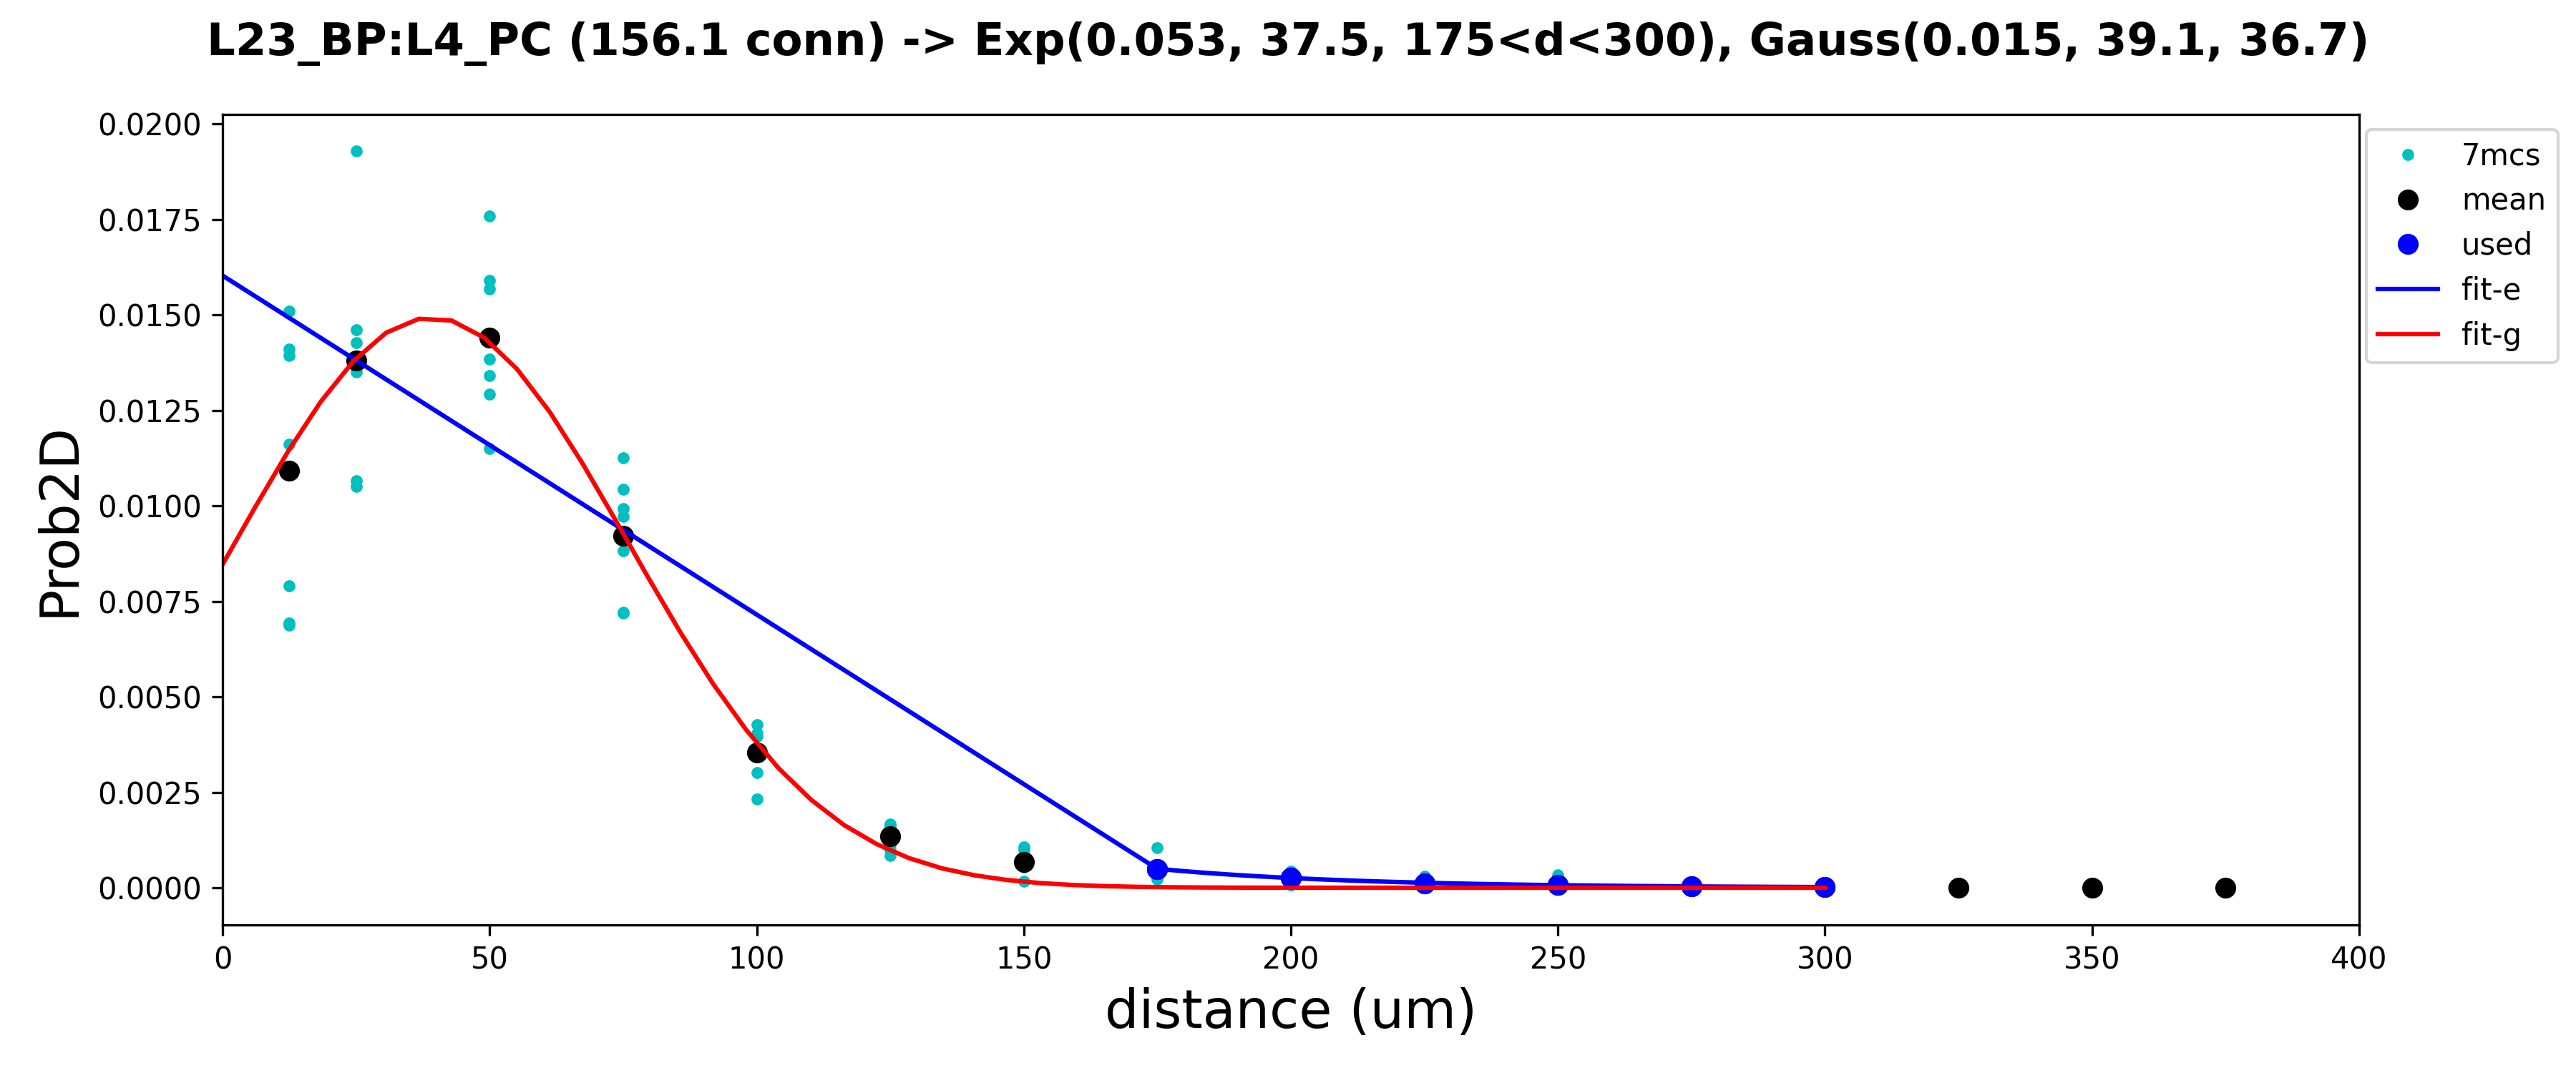 L23_BP:L4_PC (156.1 conn) -> Exp(0.053, 37.5, 175<d<300), Gauss(0.015, 39.1, 36.7)
0.0200
0.0175
0.0150
0.0125
0.0100
0.0075
0.0050
0.0025
0.0000
Prob2D
0 50 100 150 200 250 300 350 400
distance (um)
7mcs
mean
used
fit-e
fit-g